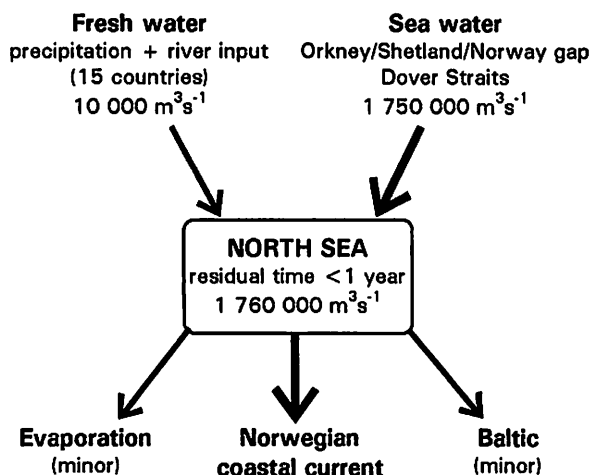 Fresh water
precipitation + river input
(15 countries)
10 000 m³s⁻¹
Sea water
Orkney/Shetland/Norway gap
Dover Straits
1 750 000 m³s⁻¹
NORTH SEA
residual time <1 year
1 760 000 m³s⁻¹
Evaporation
(minor)
Norwegian
coastal current
Baltic
(minor)